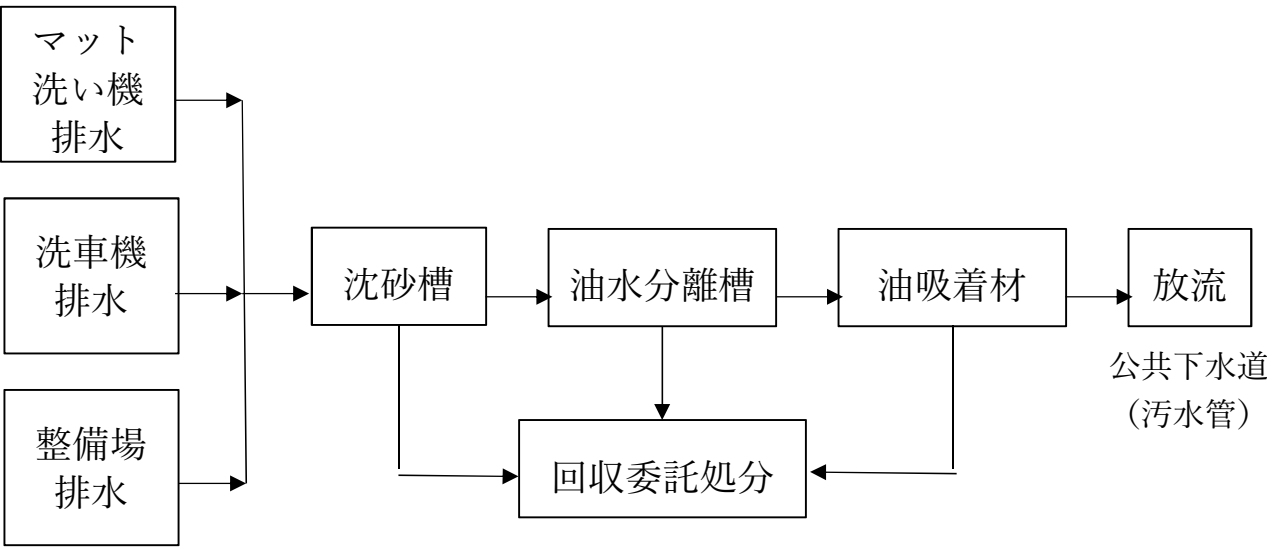 マット
洗い機
排水
洗車機
排水
整備場
排水
沈砂槽
油水分離槽
油吸着材
放流
公共下水道
（汚水管）
回収委託処分